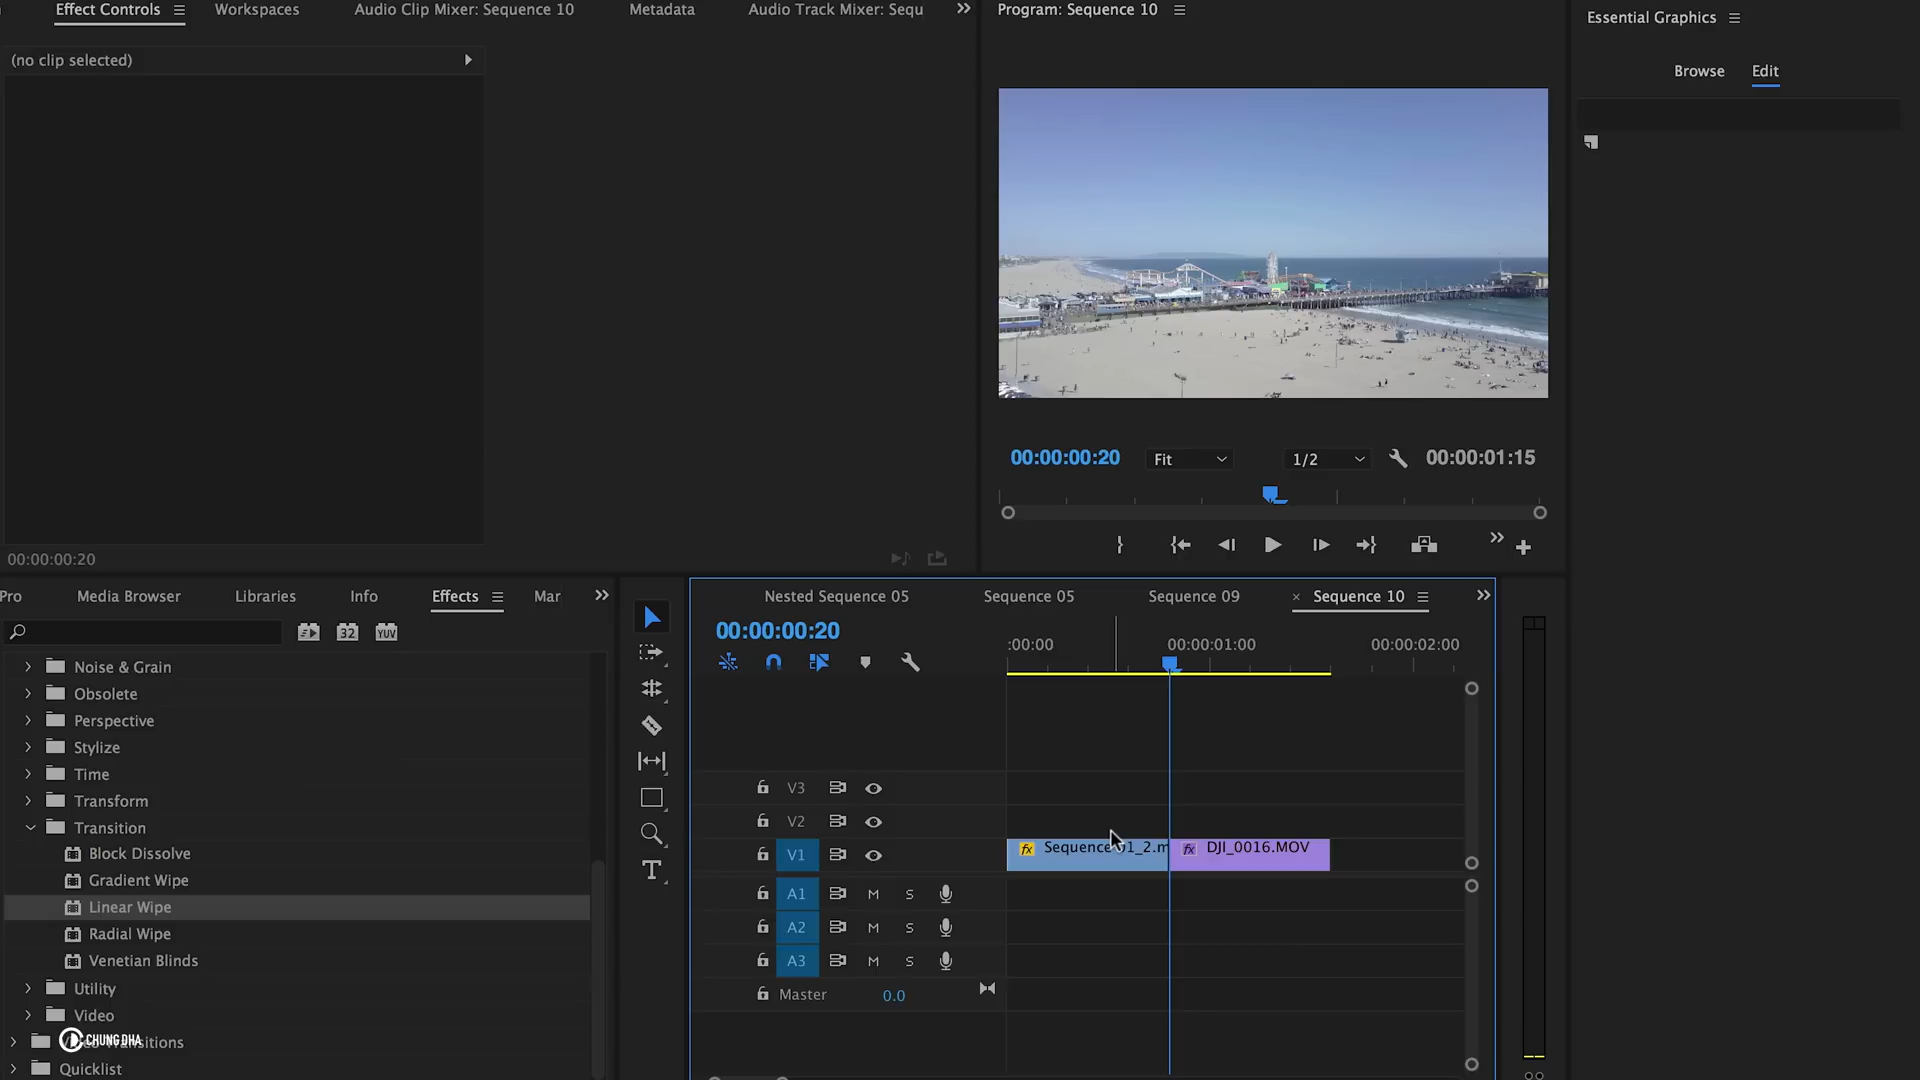 Effect Controls
Workspaces
Audio Clip Mixer: Sequence 10
Metadata
Audio Track Mixer: Sequ
Program: Sequence 10
Essential Graphics
(no clip selected)
Browse
Edit
00:00:00:20
Fit
1/2
00:00:01:15
00:00:00:20
Pro
Media Browser
Libraries
Info
Effects
Mar
32
YUV
Noise & Grain
Obsolete
Perspective
Stylize
Time
Transform
Transition
Block Dissolve
Gradient Wipe
Linear Wipe
Radial Wipe
Venetian Blinds
Utility
Video
CHUNG DHA
Transitions
Quicklist
Nested Sequence 05
Sequence 05
Sequence 09
× Sequence 10
00:00:00:20
:00:00
00:00:01:00
00:00:02:00
V3
V2
V1
fx Sequence 01_2.m
fx DJI_0016.MOV
A1 M S
A2 M S
A3 M S
Master 0.0